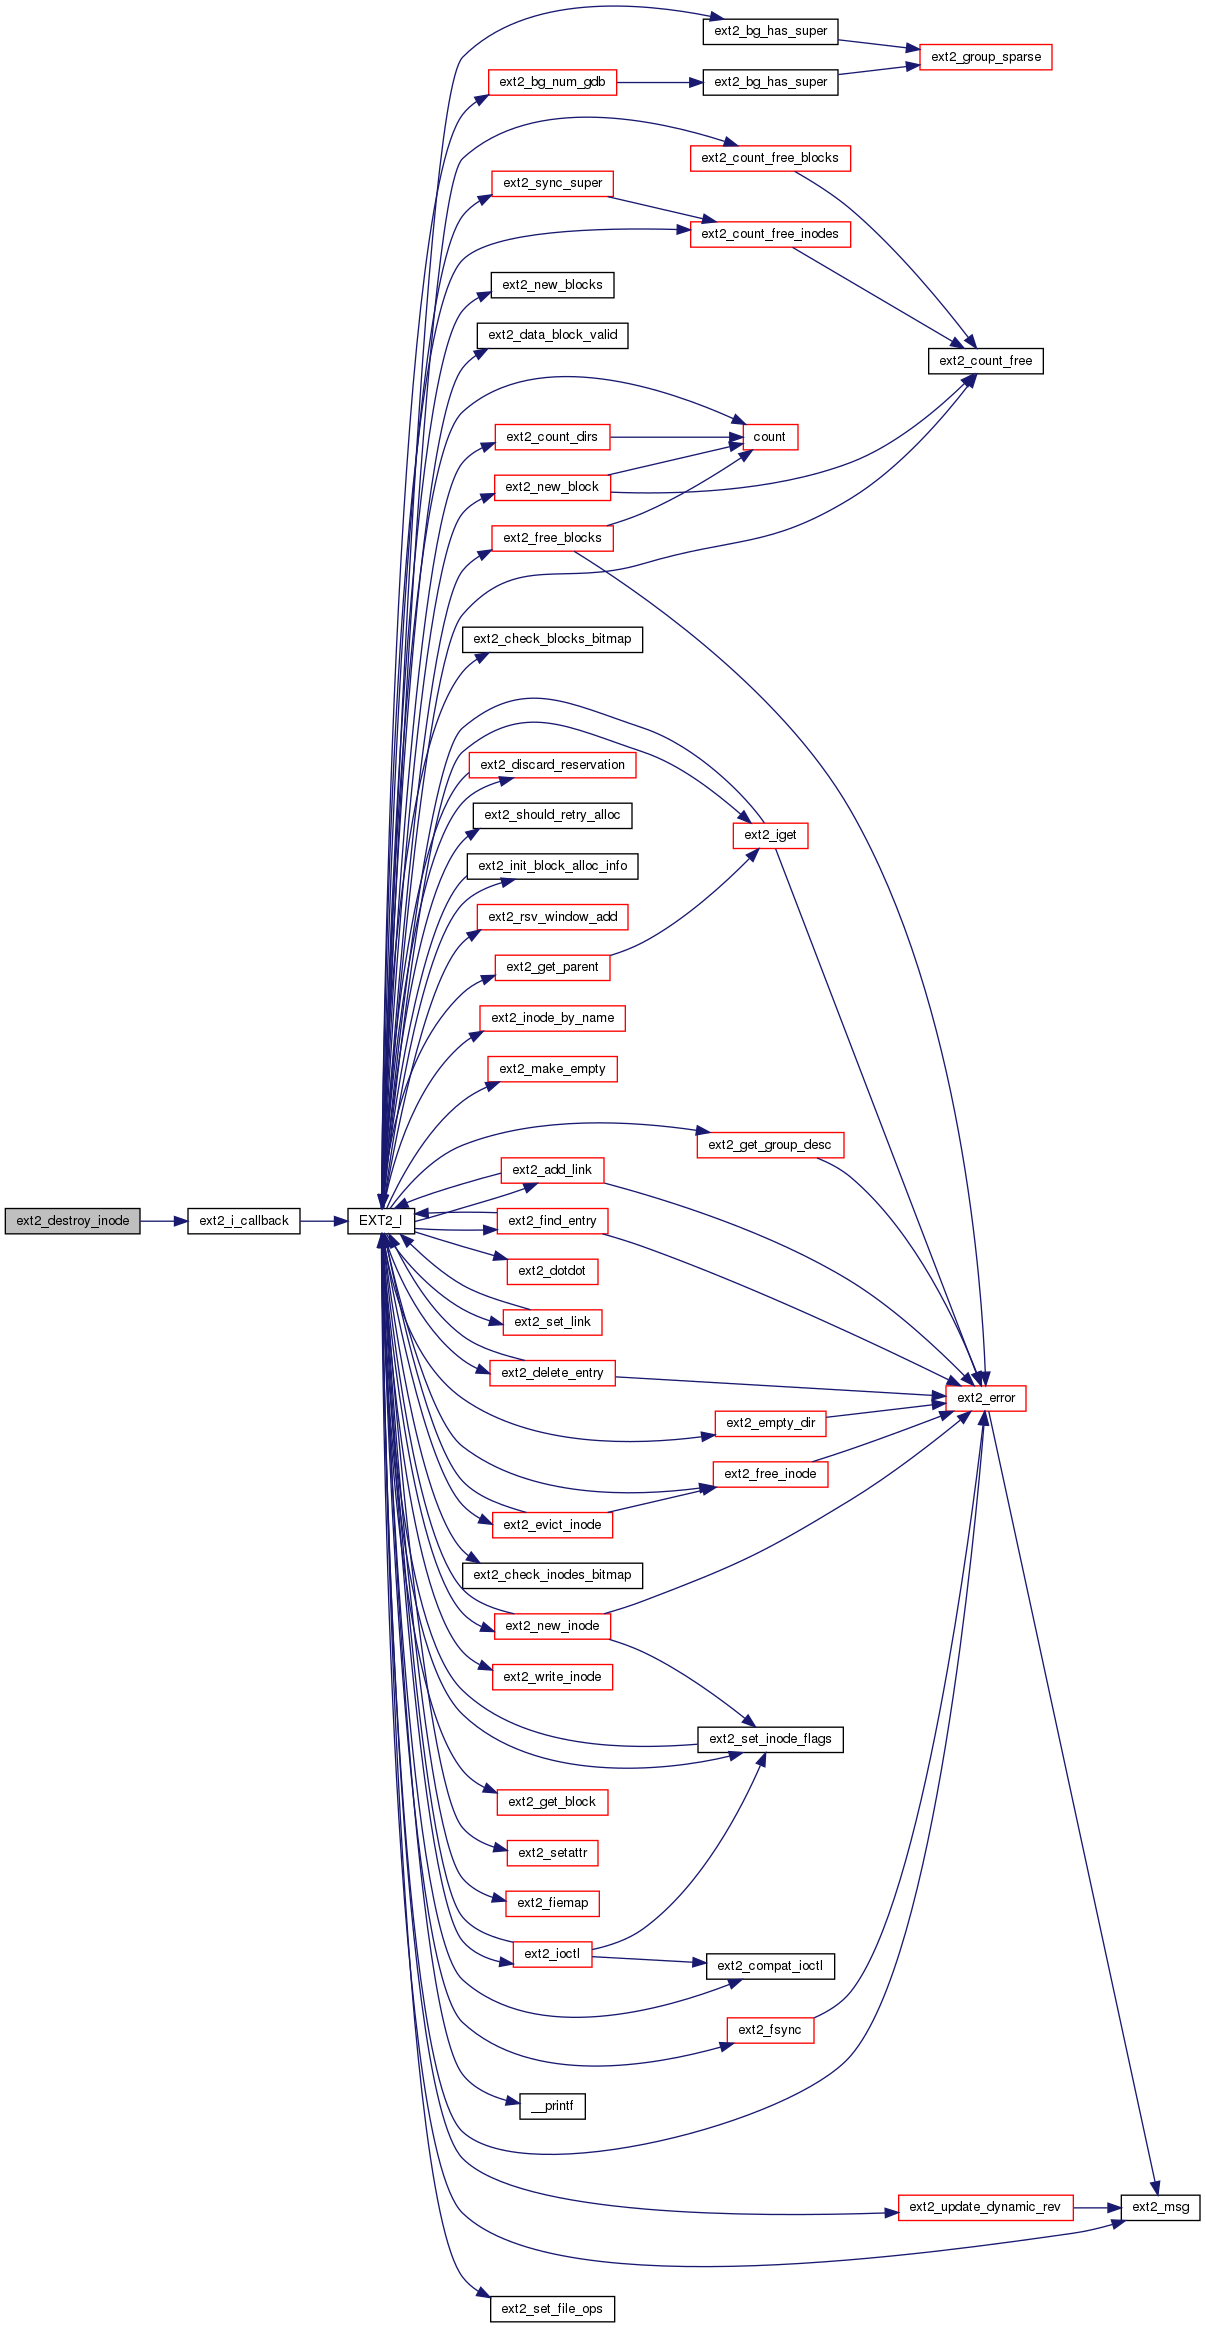 ext2_bg_has_super
ext2_group_sparse
ext2_bg_num_gdb
ext2_bg_has_super
ext2_count_free_blocks
ext2_sync_super
ext2_count_free_inodes
ext2_new_blocks
ext2_data_block_valid
ext2_count_free
ext2_count_dirs
count
ext2_new_block
ext2_free_blocks
ext2_check_blocks_bitmap
ext2_discard_reservation
ext2_should_retry_alloc
ext2_iget
ext2_init_block_alloc_info
ext2_rsv_window_add
ext2_get_parent
ext2_inode_by_name
ext2_make_empty
ext2_get_group_desc
ext2_add_link
ext2_destroy_inode
ext2_i_callback
EXT2_I
ext2_find_entry
ext2_dotdot
ext2_set_link
ext2_delete_entry
ext2_error
ext2_empty_dir
ext2_free_inode
ext2_evict_inode
ext2_check_inodes_bitmap
ext2_new_inode
ext2_write_inode
ext2_set_inode_flags
ext2_get_block
ext2_setattr
ext2_fiemap
ext2_ioctl
ext2_compat_ioctl
ext2_fsync
__printf
ext2_update_dynamic_rev
ext2_msg
ext2_set_file_ops